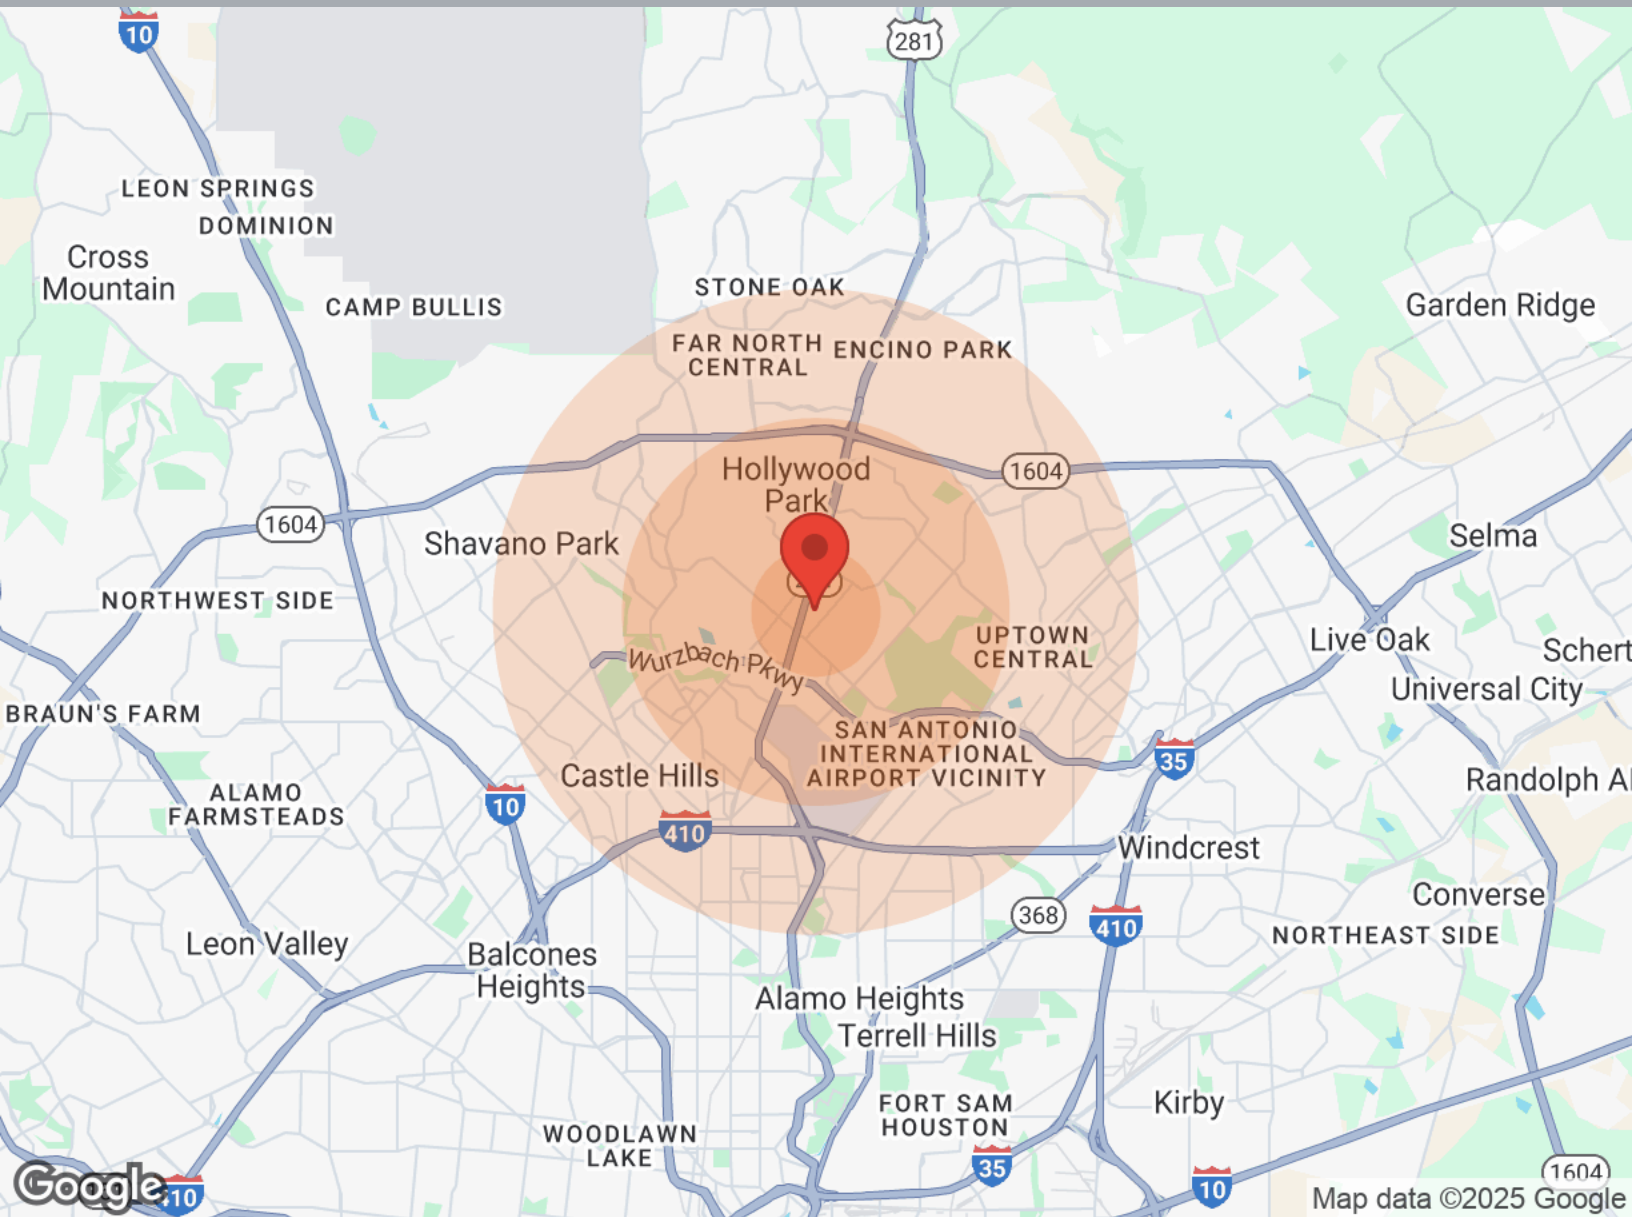 10
281
LEON SPRINGS
DOMINION
Cross
Mountain
STONE OAK
CAMP BULLIS
Garden Ridge
FAR NORTH
CENTRAL
ENCINO PARK
Hollywood
Park
1604
1604
Shavano Park
Selma
NORTHWEST SIDE
UPTOWN
CENTRAL
Live Oak
Schert
Wurzbach Pkwy
Universal City
BRAUN'S FARM
SAN ANTONIO
INTERNATIONAL
AIRPORT VICINITY
35
Castle Hills
Randolph A
ALAMO
FARMSTEADS
10
410
Windcrest
Converse
368
410
NORTHEAST SIDE
Leon Valley
Balcones
Heights
Alamo Heights
Terrell Hills
Kirby
FORT SAM
HOUSTON
WOODLAWN
LAKE
35
10
1604
Google
410
Map data ©2025 Google